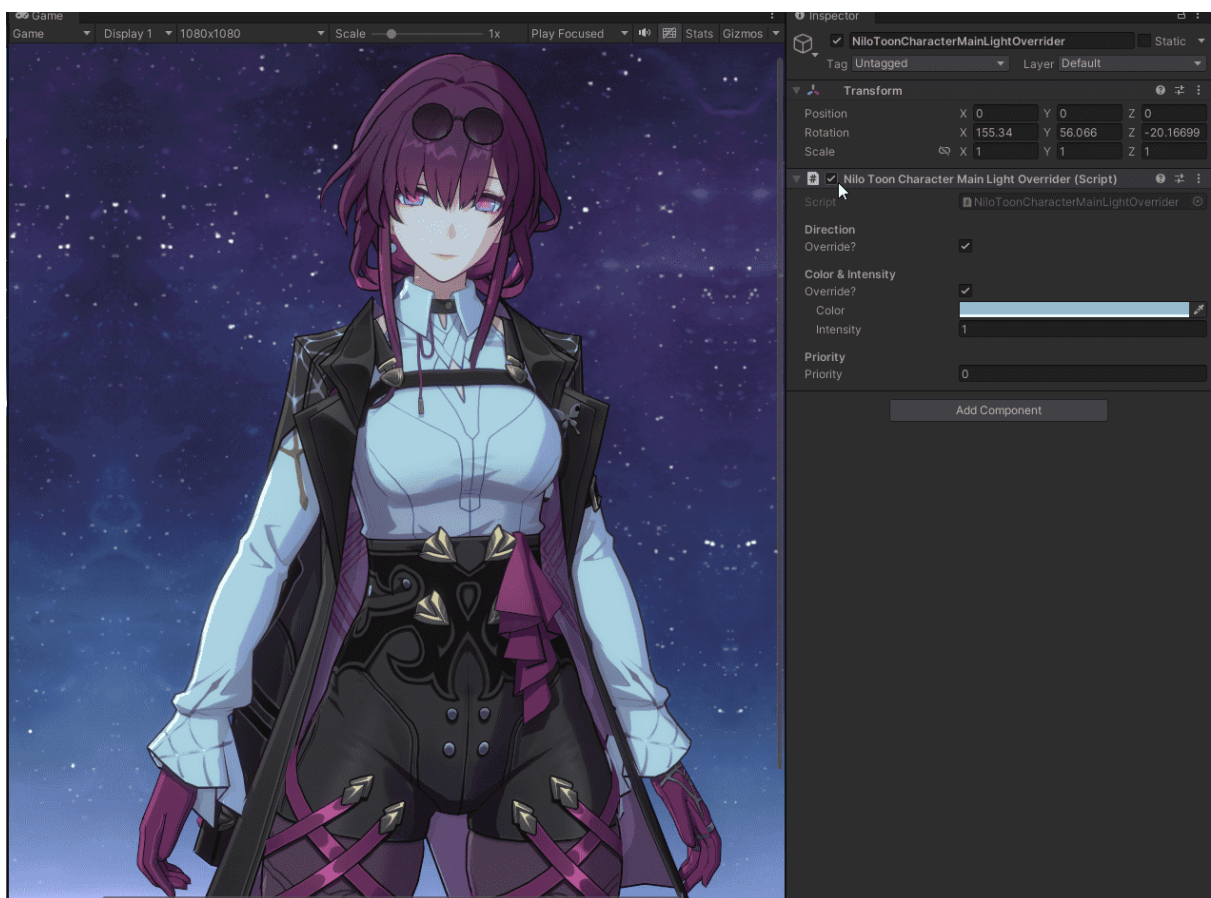 Game
Game Display 1 1080x1080 Scale 1x Play Focused Stats Gizmos
Inspector
NiloToonCharacterMainLightOverrider Static
Tag Untagged Layer Default
Transform
Position X 0 Y 0 Z 0
Rotation X 155.34 Y 56.066 Z -20.16699
Scale X 1 Y 1 Z 1
# Nilo Toon Character Main Light Overrider (Script)
Script NiloToonCharacterMainLightOverrider
Direction
Override?
Color & Intensity
Override?
Color
Intensity 1
Priority
Priority 0
Add Component